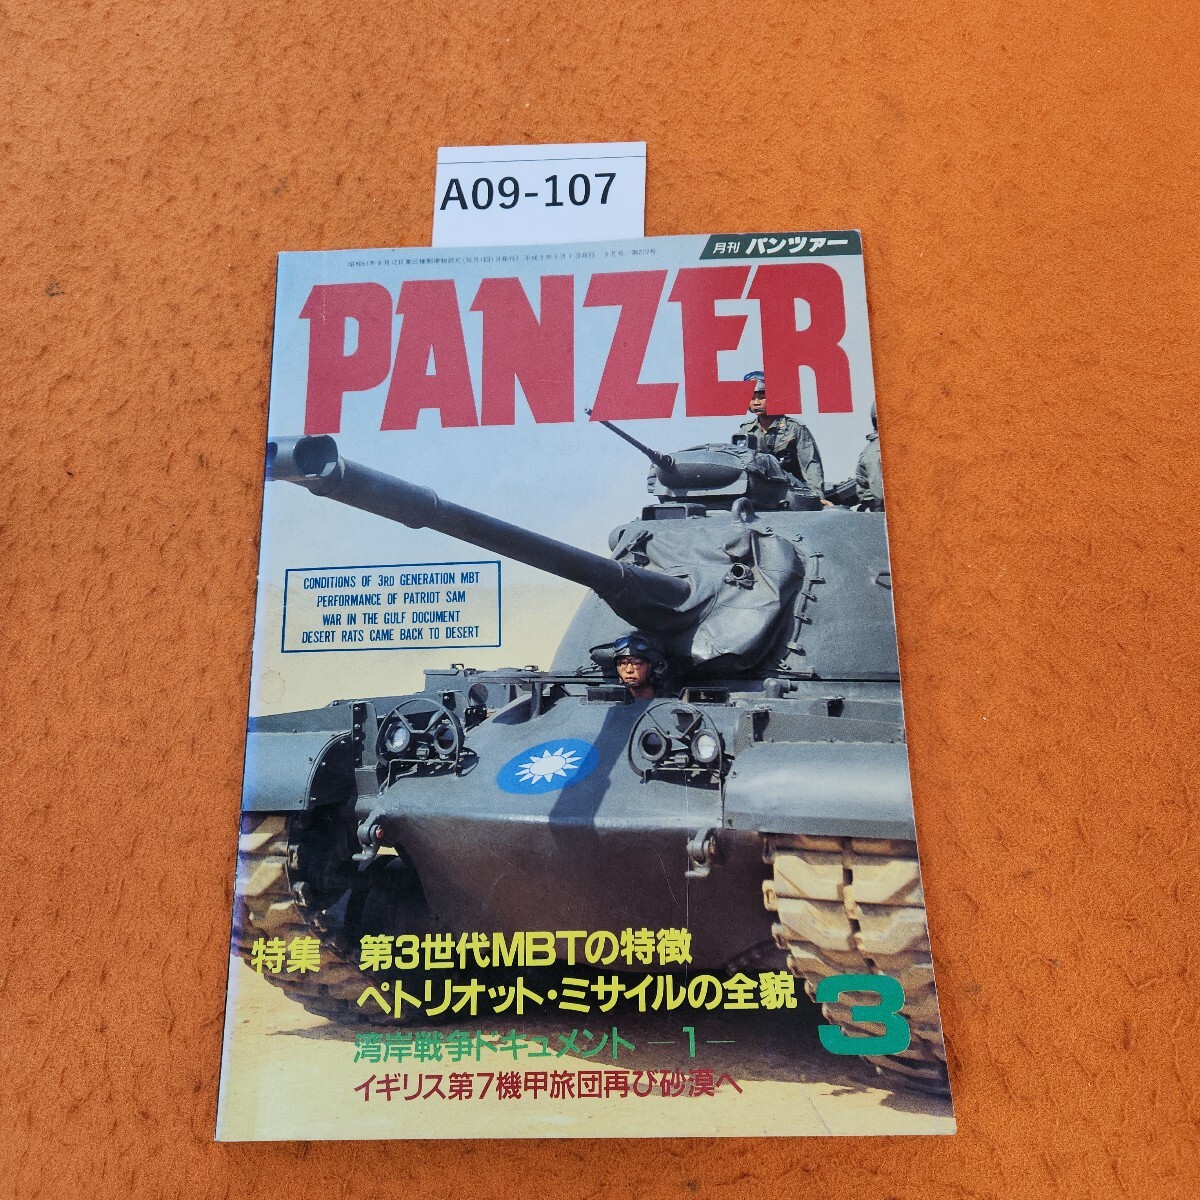 A09-107
月刊 パンツァー
PANZER
CONDITIONS OF 3RD GENERATION MBT
PERFORMANCE OF PATRIOT SAM
WAR IN THE GULF DOCUMENT
DESERT RATS CAME BACK TO DESERT
特集 第3世代MBTの特徴
ペトリオット・ミサイルの全貌
湾岸戦争ドキュメント —1—
イギリス第7機甲旅団再び砂漠へ
3